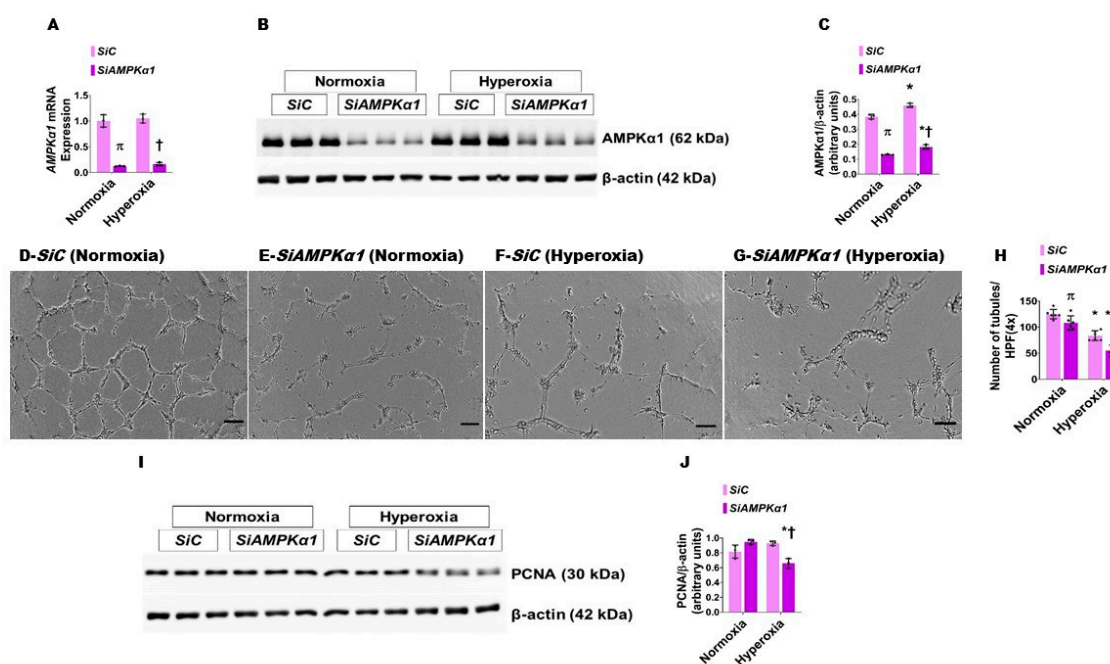 A
SiC
SiAMPKα1
AMPKα1 mRNA
Expression
1.5
1.0
0.5
0.0
π
†
Normoxia
Hyperoxia
B
Normoxia
Hyperoxia
SiC
SiAMPKα1
SiC
SiAMPKα1
AMPKα1 (62 kDa)
β-actin (42 kDa)
C
SiC
SiAMPKα1
AMPKα1/β-actin
(arbitrary units)
0.5
0.4
0.3
0.2
0.1
0
π
*
*†
Normoxia
Hyperoxia
D-SiC (Normoxia)
E-SiAMPKα1 (Normoxia)
F-SiC (Hyperoxia)
G-SiAMPKα1 (Hyperoxia)
H
SiC
SiAMPKα1
Number of tubules/
HPF(4x)
150
100
50
0
π
*
*
Normoxia
Hyperoxia
I
Normoxia
Hyperoxia
SiC
SiAMPKα1
SiC
SiAMPKα1
PCNA (30 kDa)
β-actin (42 kDa)
J
SiC
SiAMPKα1
PCNA/β-actin
(arbitrary units)
1.0
0.8
0.6
0.4
0.2
0.0
*†
Normoxia
Hyperoxia